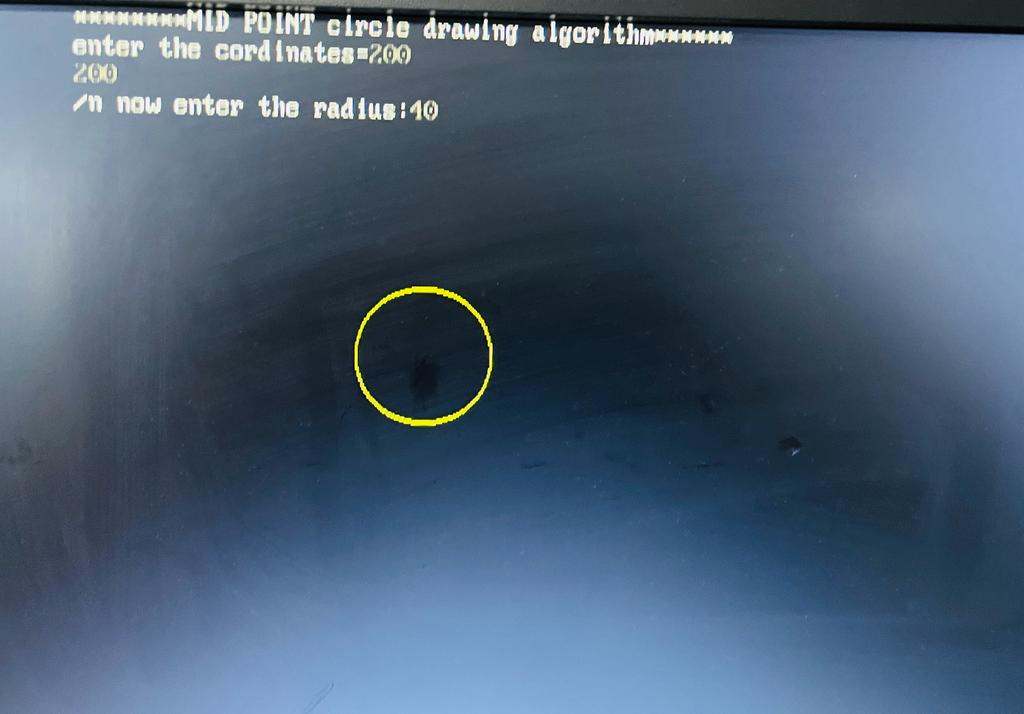 ********MID POINT circle drawing algorithm******
enter the cordinates=200
200
/n now enter the radius:40